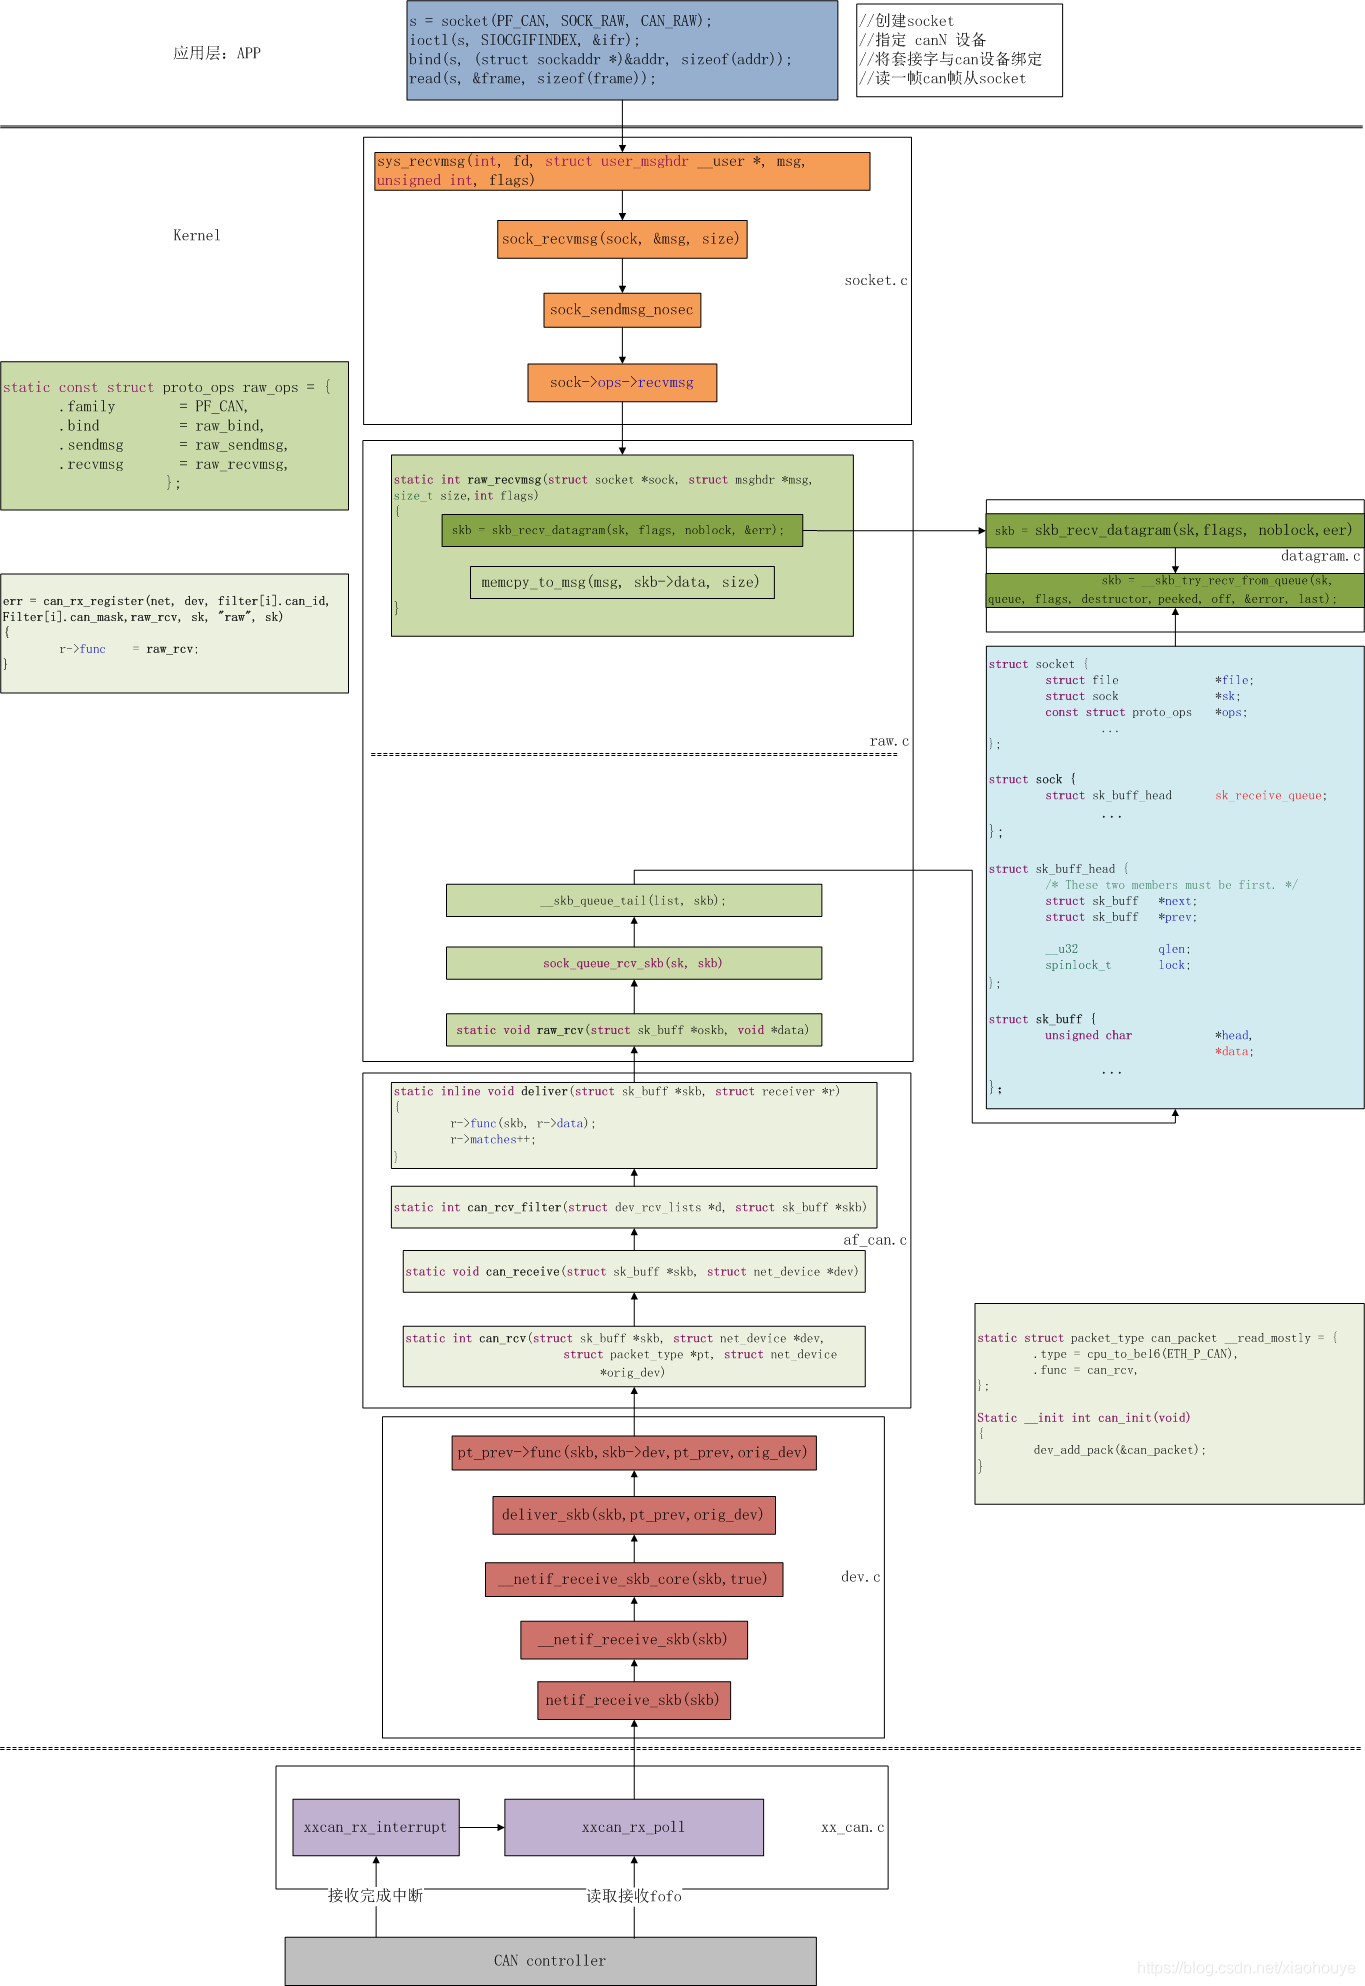 应用层: APP
s = socket(PF_CAN, SOCK_RAW, CAN_RAW);
ioctl(s, SIOCGIFINDEX, &ifr);
bind(s, (struct sockaddr *)&addr, sizeof(addr));
read(s, &frame, sizeof(frame));
//创建socket
//指定 canN 设备
//将套接字与can设备绑定
//读一帧can帧从socket
Kernel
sys_recvmsg(int, fd, struct user_msghdr __user *, msg,
unsigned int, flags)
sock_recvmsg(sock, &msg, size)
socket.c
sock_sendmsg_nosec
sock->ops->recvmsg
static const struct proto_ops raw_ops = {
.family = PF_CAN,
.bind = raw_bind,
.sendmsg = raw_sendmsg,
.recvmsg = raw_recvmsg,
};
static int raw_recvmsg(struct socket *sock, struct msghdr *msg,
size_t size,int flags)
{
skb = skb_recv_datagram(sk, flags, noblock, &err);
memcpy_to_msg(msg, skb->data, size)
}
skb = skb_recv_datagram(sk,flags, noblock,eer)
datagram.c
skb = __skb_try_recv_from_queue(sk,
queue, flags, destructor,peeked, off, &error, last);
err = can_rx_register(net, dev, filter[i].can_id,
Filter[i].can_mask,raw_rcv, sk, "raw", sk)
{
r->func = raw_rcv;
}
raw.c
struct socket {
struct file *file;
struct sock *sk;
const struct proto_ops *ops;
...
};
struct sock {
struct sk_buff_head sk_receive_queue;
...
};
struct sk_buff_head {
/* These two members must be first. */
struct sk_buff *next;
struct sk_buff *prev;
__u32 qlen;
spinlock_t lock;
};
struct sk_buff {
unsigned char *head,
*data;
...
};
__skb_queue_tail(list, skb);
sock_queue_rcv_skb(sk, skb)
static void raw_rcv(struct sk_buff *oskb, void *data)
static inline void deliver(struct sk_buff *skb, struct receiver *r)
{
r->func(skb, r->data);
r->matches++;
}
static int can_rcv_filter(struct dev_rcv_lists *d, struct sk_buff *skb)
af_can.c
static void can_receive(struct sk_buff *skb, struct net_device *dev)
static int can_rcv(struct sk_buff *skb, struct net_device *dev,
struct packet_type *pt, struct net_device
*orig_dev)
static struct packet_type can_packet __read_mostly = {
.type = cpu_to_be16(ETH_P_CAN),
.func = can_rcv,
};
Static __init int can_init(void)
{
dev_add_pack(&can_packet);
}
pt_prev->func(skb,skb->dev,pt_prev,orig_dev)
deliver_skb(skb,pt_prev,orig_dev)
__netif_receive_skb_core(skb,true)
dev.c
__netif_receive_skb(skb)
netif_receive_skb(skb)
xxcan_rx_interrupt
xxcan_rx_poll
xx_can.c
接收完成中断
读取接收fofo
CAN controller
https://blog.csdn.net/xiaohouye